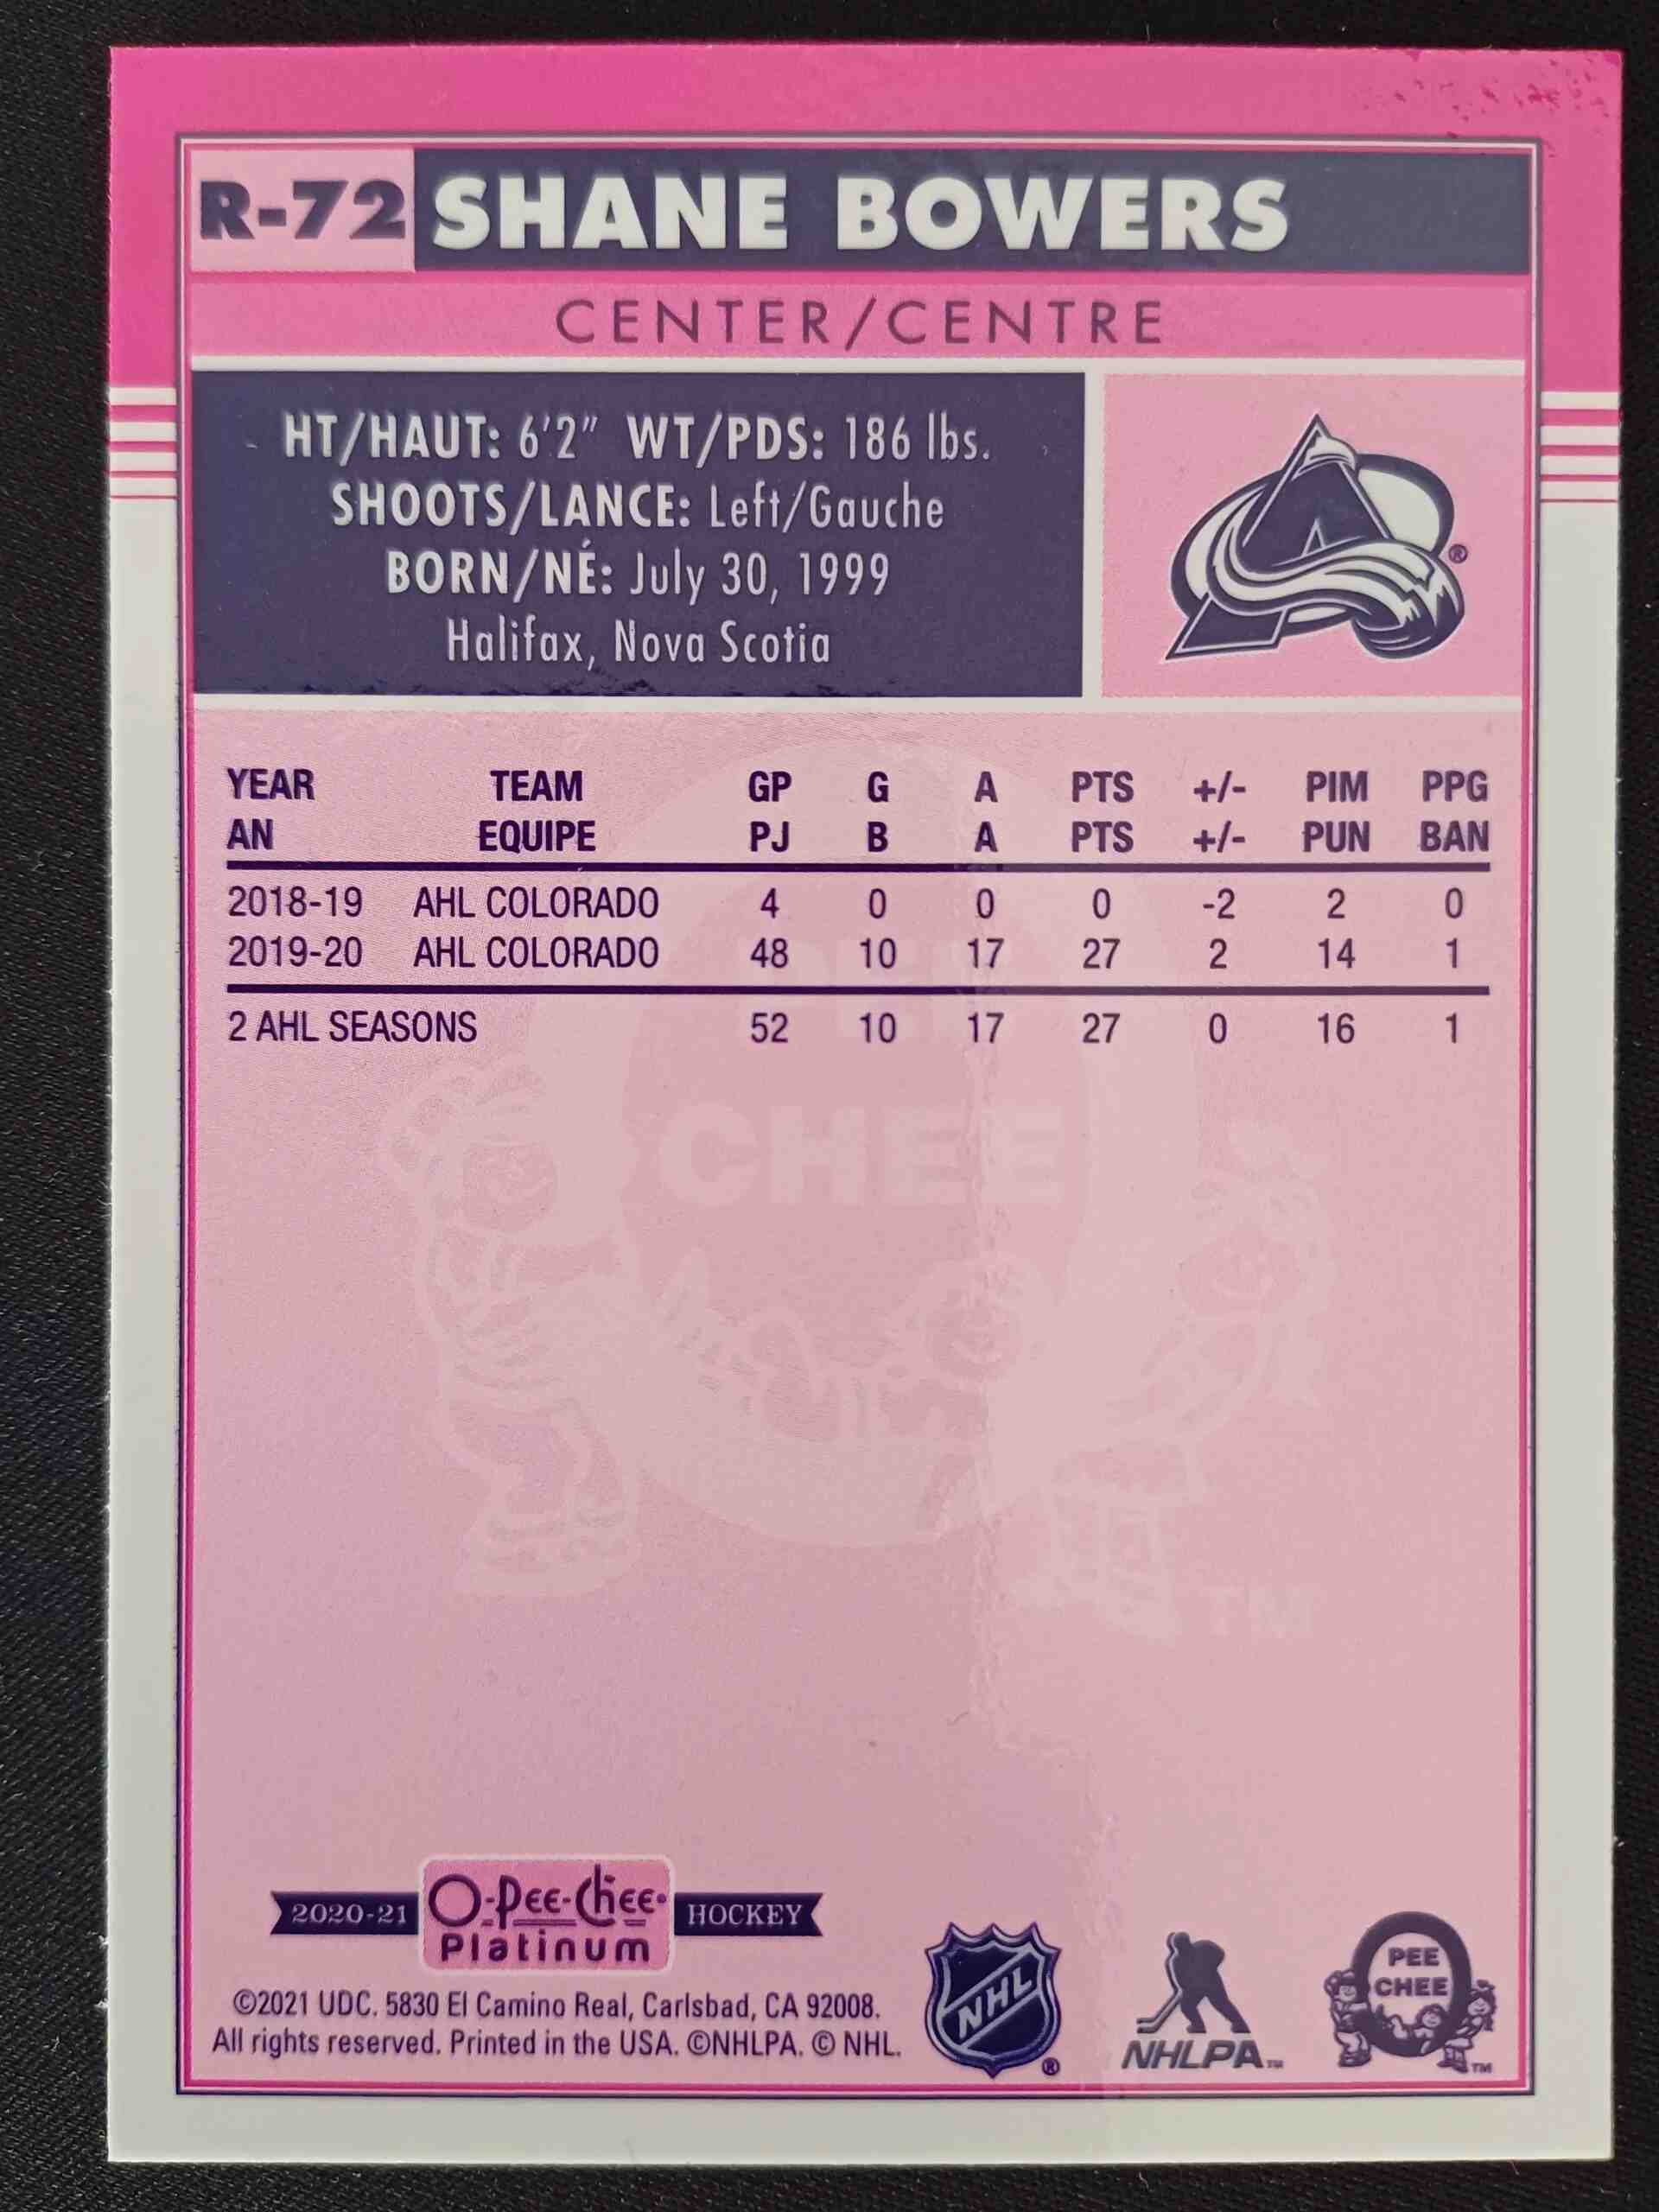 R-72 SHANE BOWERS
CENTER/CENTRE
HT/HAUT: 6'2" WT/PDS: 186 lbs.
SHOOTS/LANCE: Left/Gauche
BORN/NÉ: July 30, 1999
Halifax, Nova Scotia
A ®
YEAR TEAM GP G A PTS +/- PIM PPG
AN EQUIPE PJ B A PTS +/- PUN BAN
2018-19 AHL COLORADO 4 0 0 0 -2 2 0
2019-20 AHL COLORADO 48 10 17 27 2 14 1
2 AHL SEASONS 52 10 17 27 0 16 1
PEE
CHEE
TM
2020-21 O-Pee-Chee Platinum HOCKEY
©2021 UDC. 5830 El Camino Real, Carlsbad, CA 92008.
All rights reserved. Printed in the USA. ©NHLPA. © NHL.
NHL ®
NHLPA TM
PEE
CHEE
TM